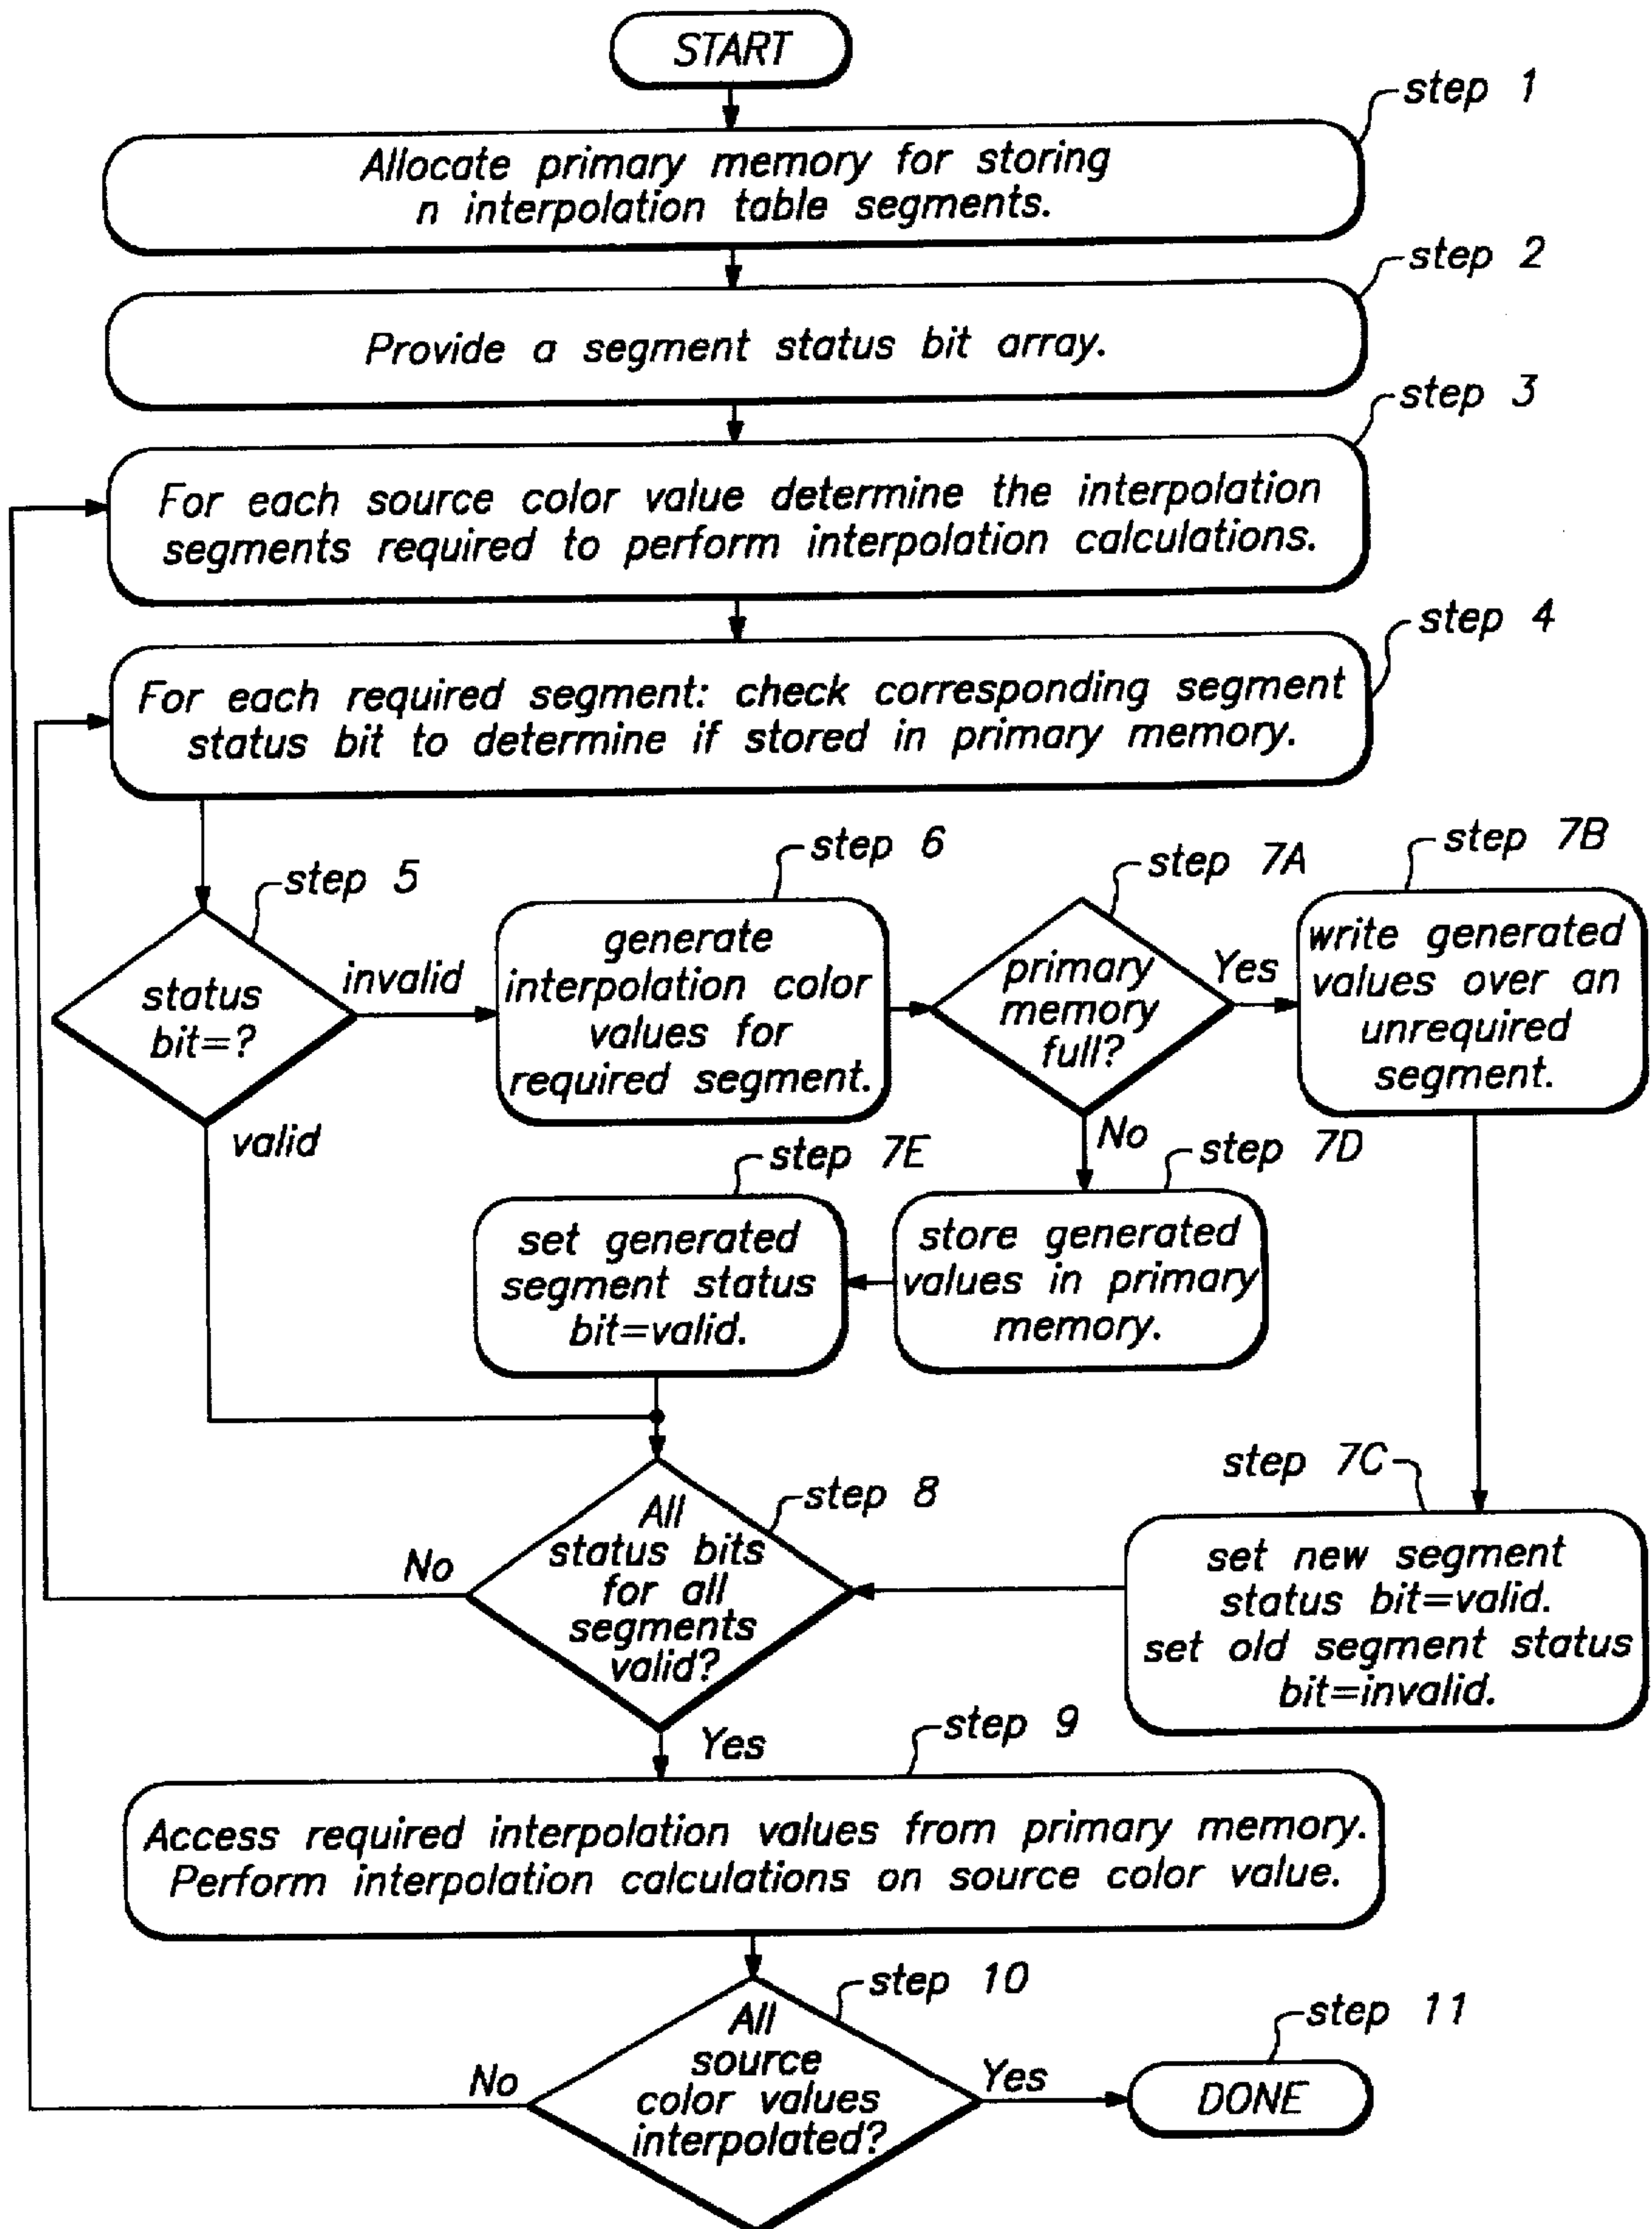 START
step 1
Allocate primary memory for storing
n interpolation table segments.
step 2
Provide a segment status bit array.
step 3
For each source color value determine the interpolation
segments required to perform interpolation calculations.
step 4
For each required segment: check corresponding segment
status bit to determine if stored in primary memory.
step 5
status
bit=?
invalid
valid
step 6
generate
interpolation color
values for
required segment.
step 7A
primary
memory
full?
Yes
No
step 7B
write generated
values over an
unrequired
segment.
step 7D
store generated
values in primary
memory.
step 7E
set generated
segment status
bit=valid.
step 7C
set new segment
status bit=valid.
set old segment status
bit=invalid.
step 8
All
status bits
for all
segments
valid?
No
Yes
step 9
Access required interpolation values from primary memory.
Perform interpolation calculations on source color value.
step 10
All
source
color values
interpolated?
No
Yes
step 11
DONE